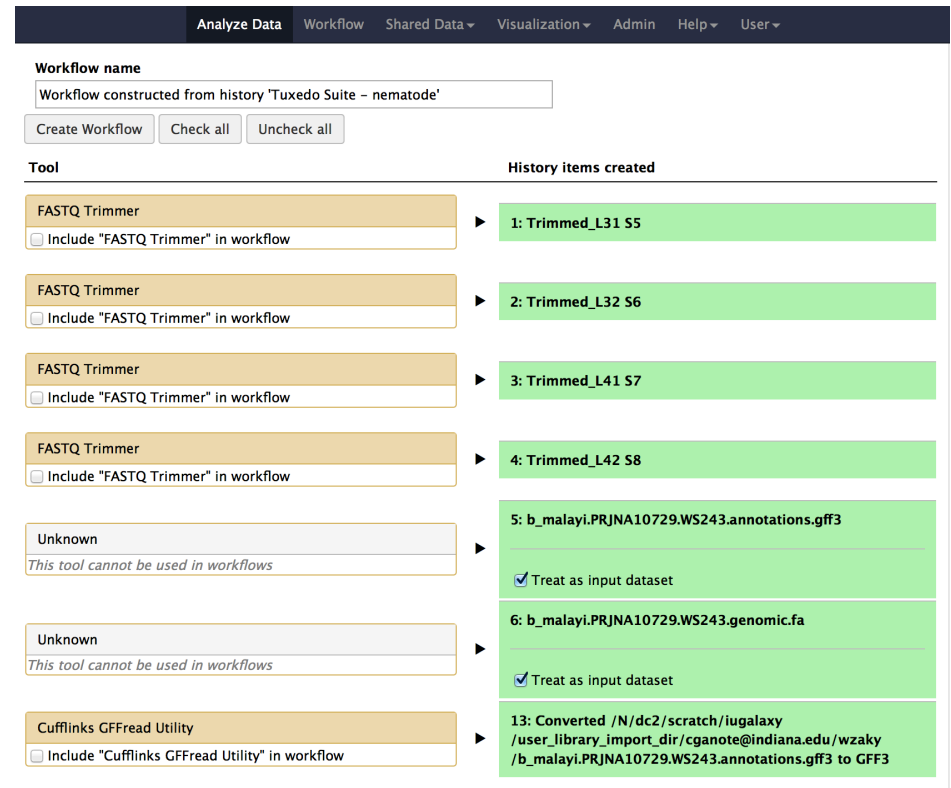 Analyze Data Workflow Shared Data Visualization Admin Help User
Workflow name
Workflow constructed from history 'Tuxedo Suite – nematode'
Create Workflow Check all Uncheck all
Tool History items created
FASTQ Trimmer
Include "FASTQ Trimmer" in workflow
1: Trimmed_L31 S5
FASTQ Trimmer
Include "FASTQ Trimmer" in workflow
2: Trimmed_L32 S6
FASTQ Trimmer
Include "FASTQ Trimmer" in workflow
3: Trimmed_L41 S7
FASTQ Trimmer
Include "FASTQ Trimmer" in workflow
4: Trimmed_L42 S8
Unknown
This tool cannot be used in workflows
5: b_malayi.PRJNA10729.WS243.annotations.gff3
Treat as input dataset
Unknown
This tool cannot be used in workflows
6: b_malayi.PRJNA10729.WS243.genomic.fa
Treat as input dataset
Cufflinks GFFread Utility
Include "Cufflinks GFFread Utility" in workflow
13: Converted /N/dc2/scratch/iugalaxy
/user_library_import_dir/cganote@indiana.edu/wzaky
/b_malayi.PRJNA10729.WS243.annotations.gff3 to GFF3